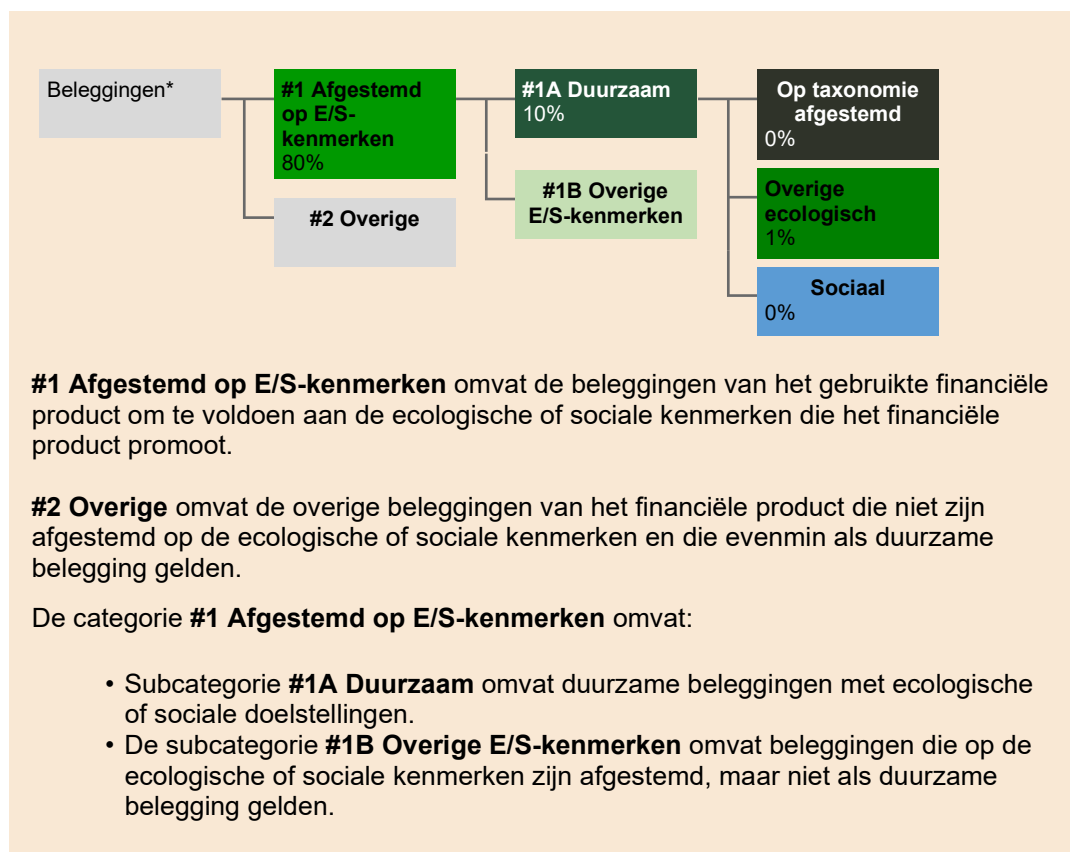 Beleggingen*
#1 Afgestemd
op E/S-
kenmerken
80%
#2 Overige
#1A Duurzaam
10%
#1B Overige
E/S-kenmerken
Op taxonomie
afgestemd
0%
Overige
ecologisch
1%
Sociaal
0%
#1 Afgestemd op E/S-kenmerken omvat de beleggingen van het gebruikte financiële
product om te voldoen aan de ecologische of sociale kenmerken die het financiële
product promoot.
#2 Overige omvat de overige beleggingen van het financiële product die niet zijn
afgestemd op de ecologische of sociale kenmerken en die evenmin als duurzame
belegging gelden.
De categorie #1 Afgestemd op E/S-kenmerken omvat:
• Subcategorie #1A Duurzaam omvat duurzame beleggingen met ecologische
of sociale doelstellingen.
• De subcategorie #1B Overige E/S-kenmerken omvat beleggingen die op de
ecologische of sociale kenmerken zijn afgestemd, maar niet als duurzame
belegging gelden.